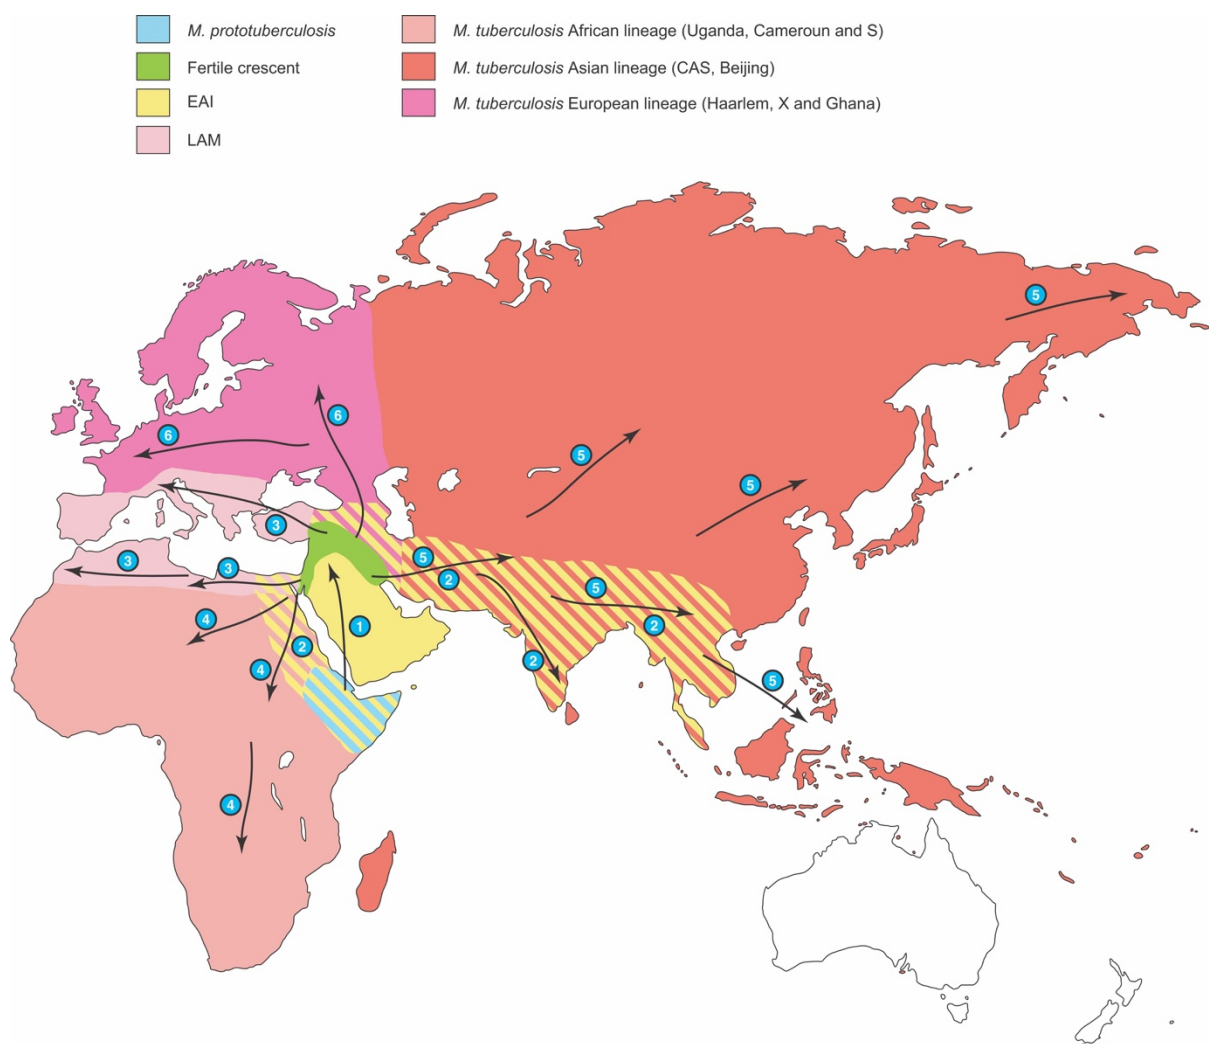 M. prototuberculosis
Fertile crescent
EAI
LAM
M. tuberculosis African lineage (Uganda, Cameroun and S)
M. tuberculosis Asian lineage (CAS, Beijing)
M. tuberculosis European lineage (Haarlem, X and Ghana)
5
6
6
5
5
3
3
5
3
2
5
4
1
2
2
4
2
5
4